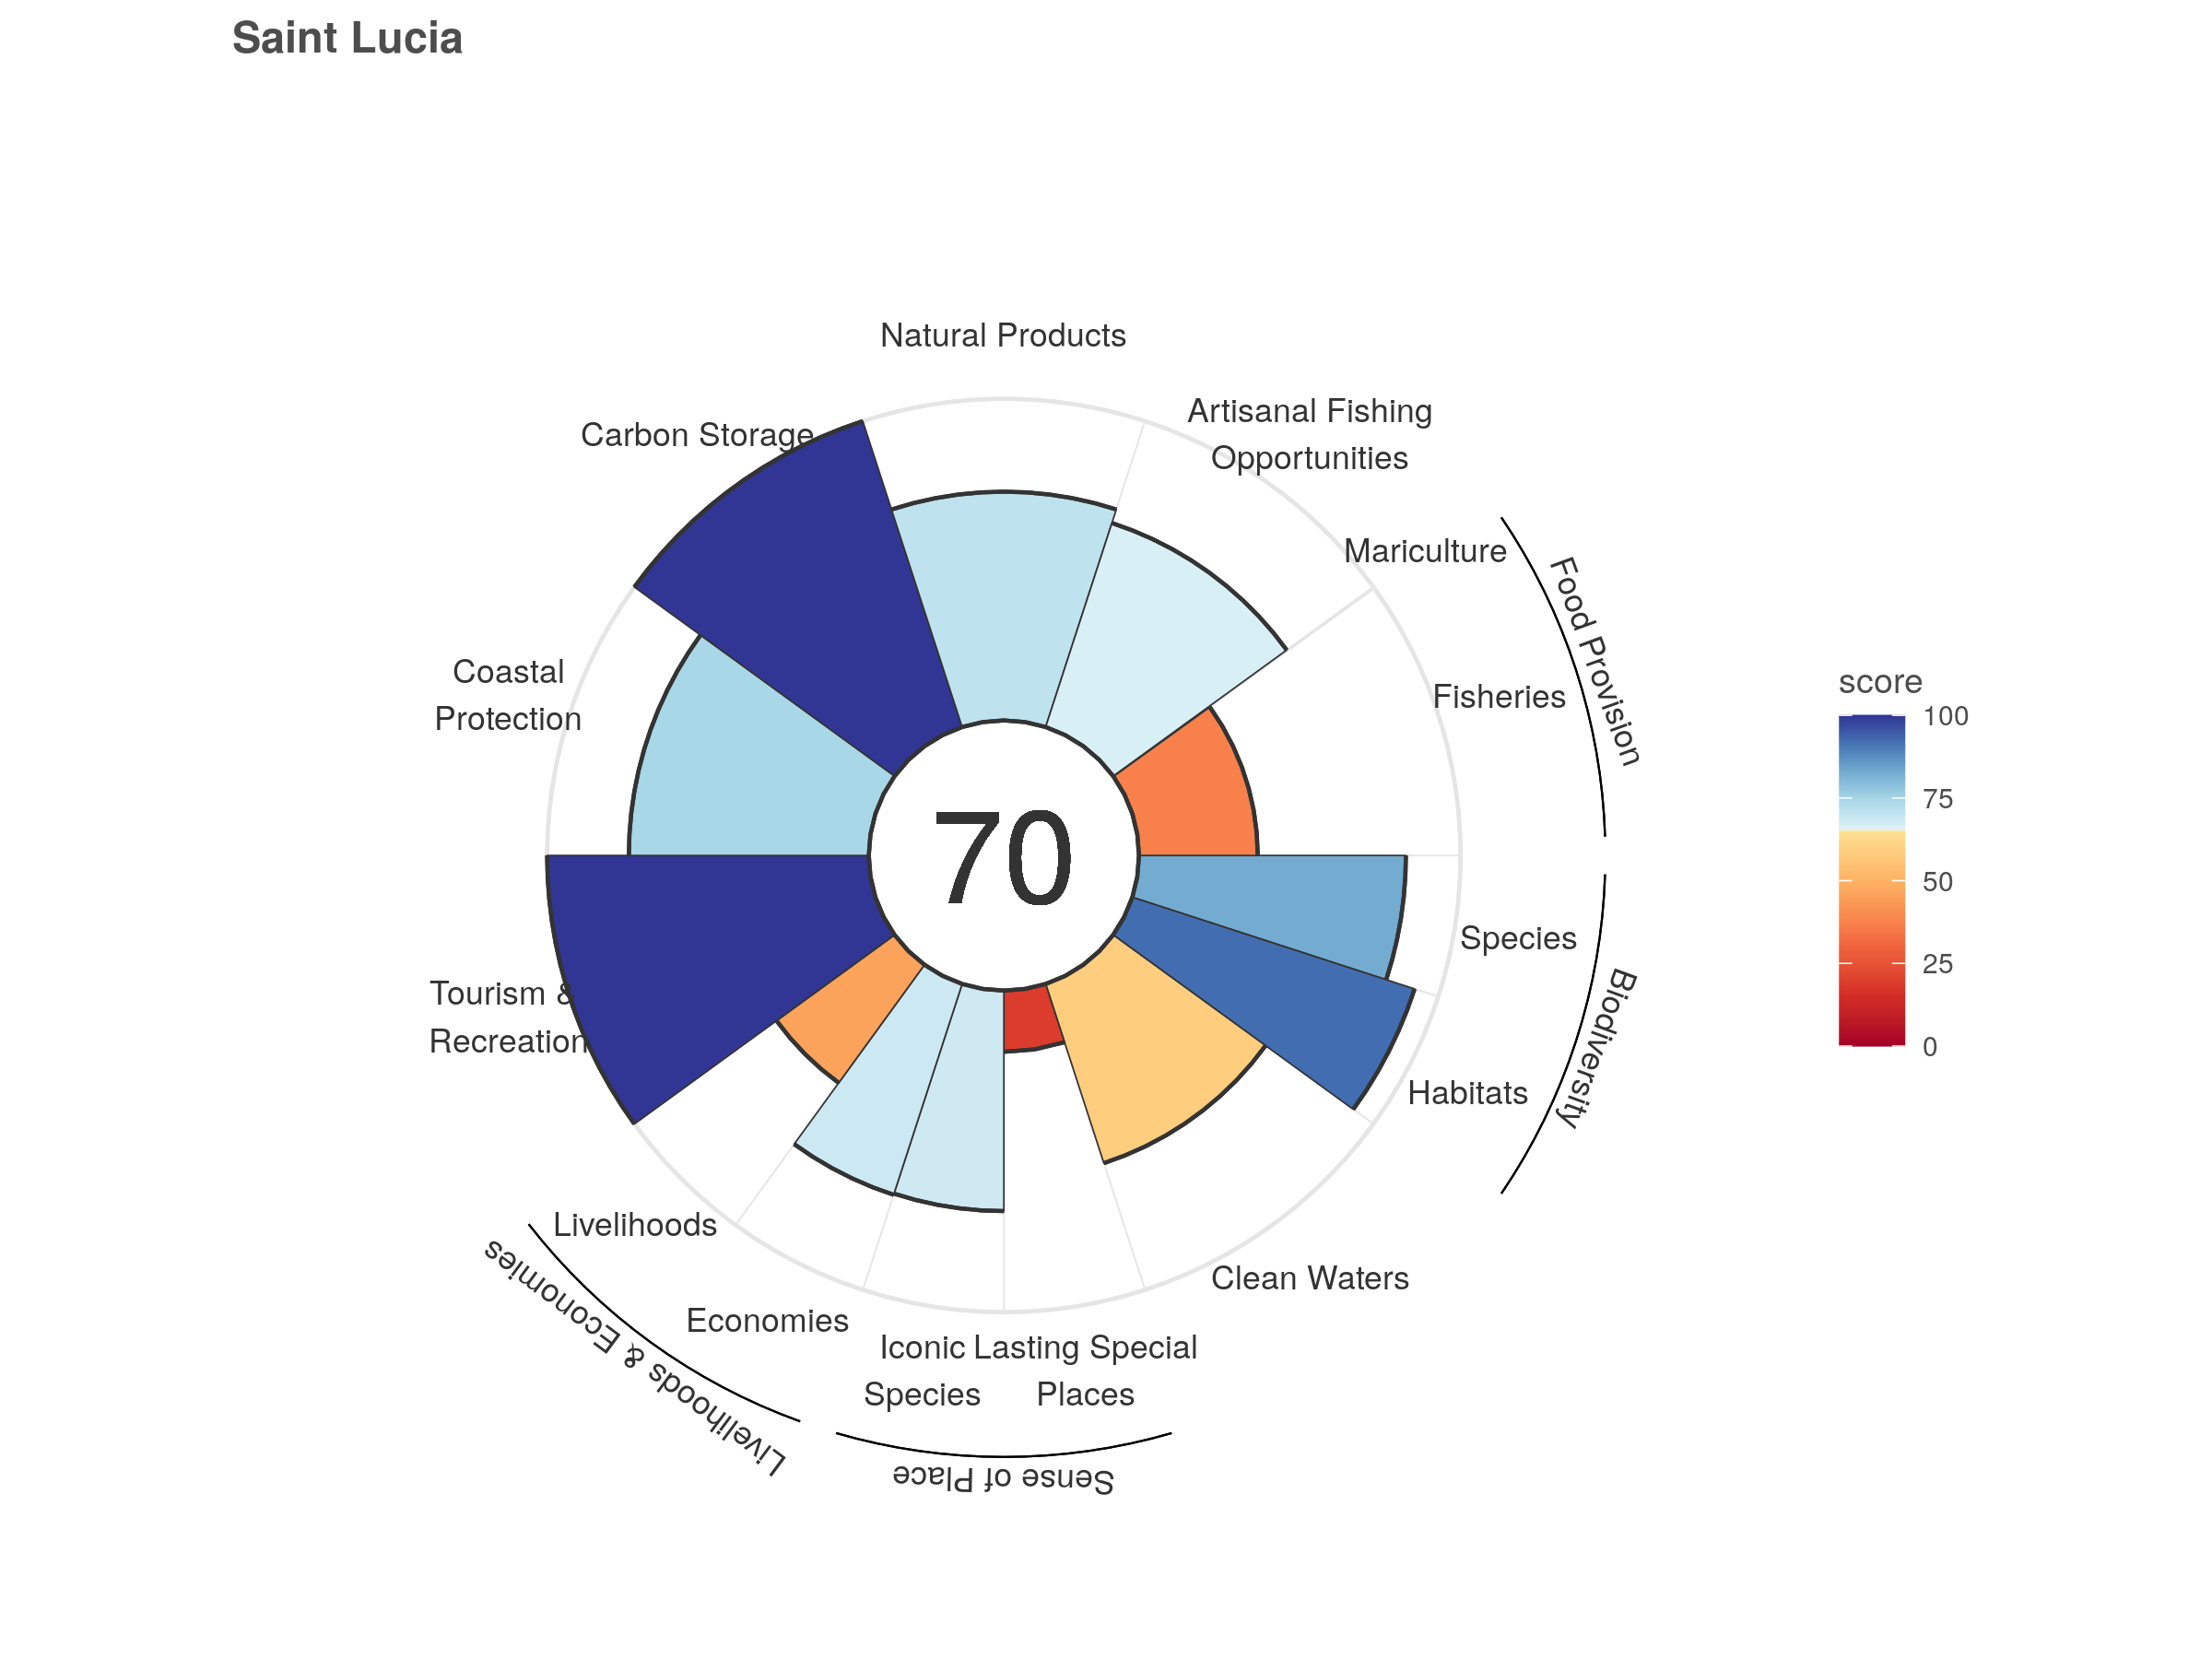 Saint Lucia
Natural Products
Artisanal Fishing
Opportunities
Carbon Storage
Mariculture
Food Provision
Fisheries
Coastal
Protection
score
100
75
50
25
0
70
Species
Biodiversity
Tourism &
Recreation
Habitats
Livelihoods
Clean Waters
Economies
Livelihoods & Economies
Iconic
Species
Lasting Special
Places
Sense of Place